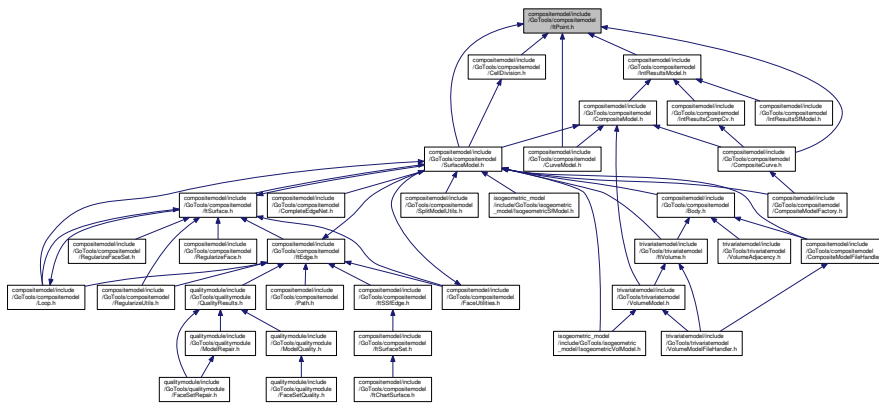 compositemodel/include
/GoTools/compositemodel
/ftPoint.h
compositemodel/include
/GoTools/compositemodel
/CellDivision.h
compositemodel/include
/GoTools/compositemodel
/IntResultsModel.h
compositemodel/include
/GoTools/compositemodel
/CompositeModel.h
compositemodel/include
/GoTools/compositemodel
/IntResultsCompCv.h
compositemodel/include
/GoTools/compositemodel
/IntResultsSfModel.h
compositemodel/include
/GoTools/compositemodel
/SurfaceModel.h
compositemodel/include
/GoTools/compositemodel
/CurveModel.h
compositemodel/include
/GoTools/compositemodel
/CompositeCurve.h
compositemodel/include
/GoTools/compositemodel
/ftSurface.h
compositemodel/include
/GoTools/compositemodel
/CompleteEdgeNet.h
compositemodel/include
/GoTools/compositemodel
/SplitModelUtils.h
isogeometric_model
/include/GoTools/isogeometric
_model/IsogeometricSfModel.h
compositemodel/include
/GoTools/compositemodel
/Body.h
compositemodel/include
/GoTools/compositemodel
/CompositeModelFactory.h
compositemodel/include
/GoTools/compositemodel
/RegularizeFaceSet.h
compositemodel/include
/GoTools/compositemodel
/RegularizeFace.h
compositemodel/include
/GoTools/compositemodel
/ftEdge.h
trivariatemodel/include
/GoTools/trivariatemodel
/ftVolume.h
trivariatemodel/include
/GoTools/trivariatemodel
/VolumeAdjacency.h
compositemodel/include
/GoTools/compositemodel
/CompositeModelFileHandler.h
compositemodel/include
/GoTools/compositemodel
/Loop.h
compositemodel/include
/GoTools/compositemodel
/RegularizeUtils.h
qualitymodule/include
/GoTools/qualitymodule
/QualityResults.h
compositemodel/include
/GoTools/compositemodel
/Path.h
compositemodel/include
/GoTools/compositemodel
/ftSSfEdge.h
compositemodel/include
/GoTools/compositemodel
/FaceUtilities.h
trivariatemodel/include
/GoTools/trivariatemodel
/VolumeModel.h
qualitymodule/include
/GoTools/qualitymodule
/ModelRepair.h
qualitymodule/include
/GoTools/qualitymodule
/ModelQuality.h
compositemodel/include
/GoTools/compositemodel
/ftSurfaceSet.h
isogeometric_model
/include/GoTools/isogeometric
_model/IsogeometricVolModel.h
trivariatemodel/include
/GoTools/trivariatemodel
/VolumeModelFileHandler.h
qualitymodule/include
/GoTools/qualitymodule
/FaceSetRepair.h
qualitymodule/include
/GoTools/qualitymodule
/FaceSetQuality.h
compositemodel/include
/GoTools/compositemodel
/ftChartSurface.h